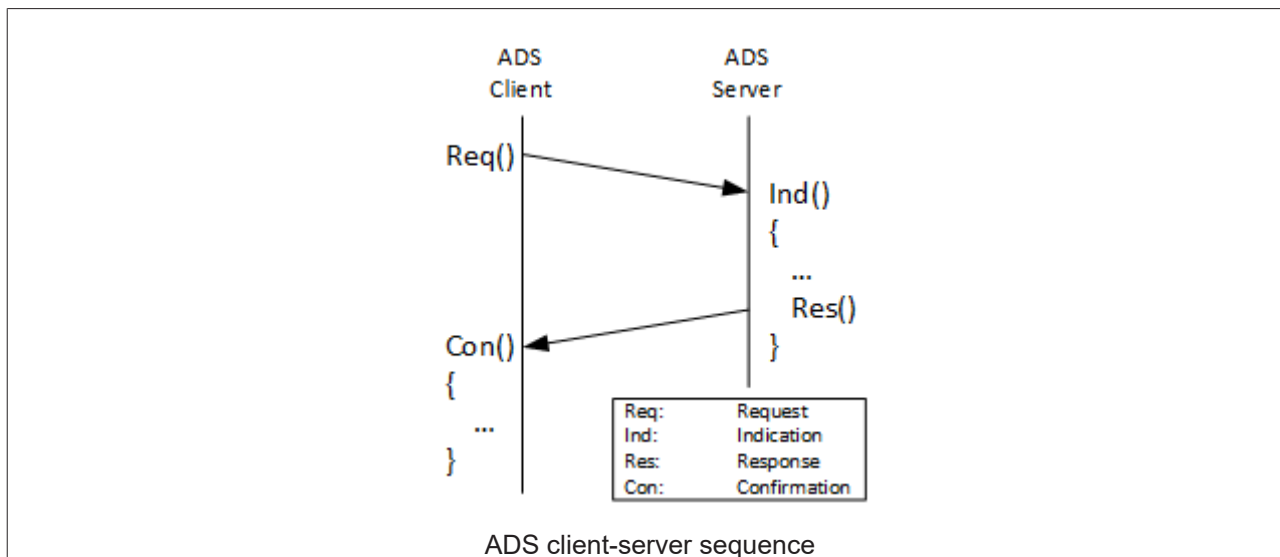 ADS
Client
ADS
Server
Req()
Ind()
{
...
Res()
}
Con()
{
...
}
Req: Request
Ind: Indication
Res: Response
Con: Confirmation
ADS client-server sequence